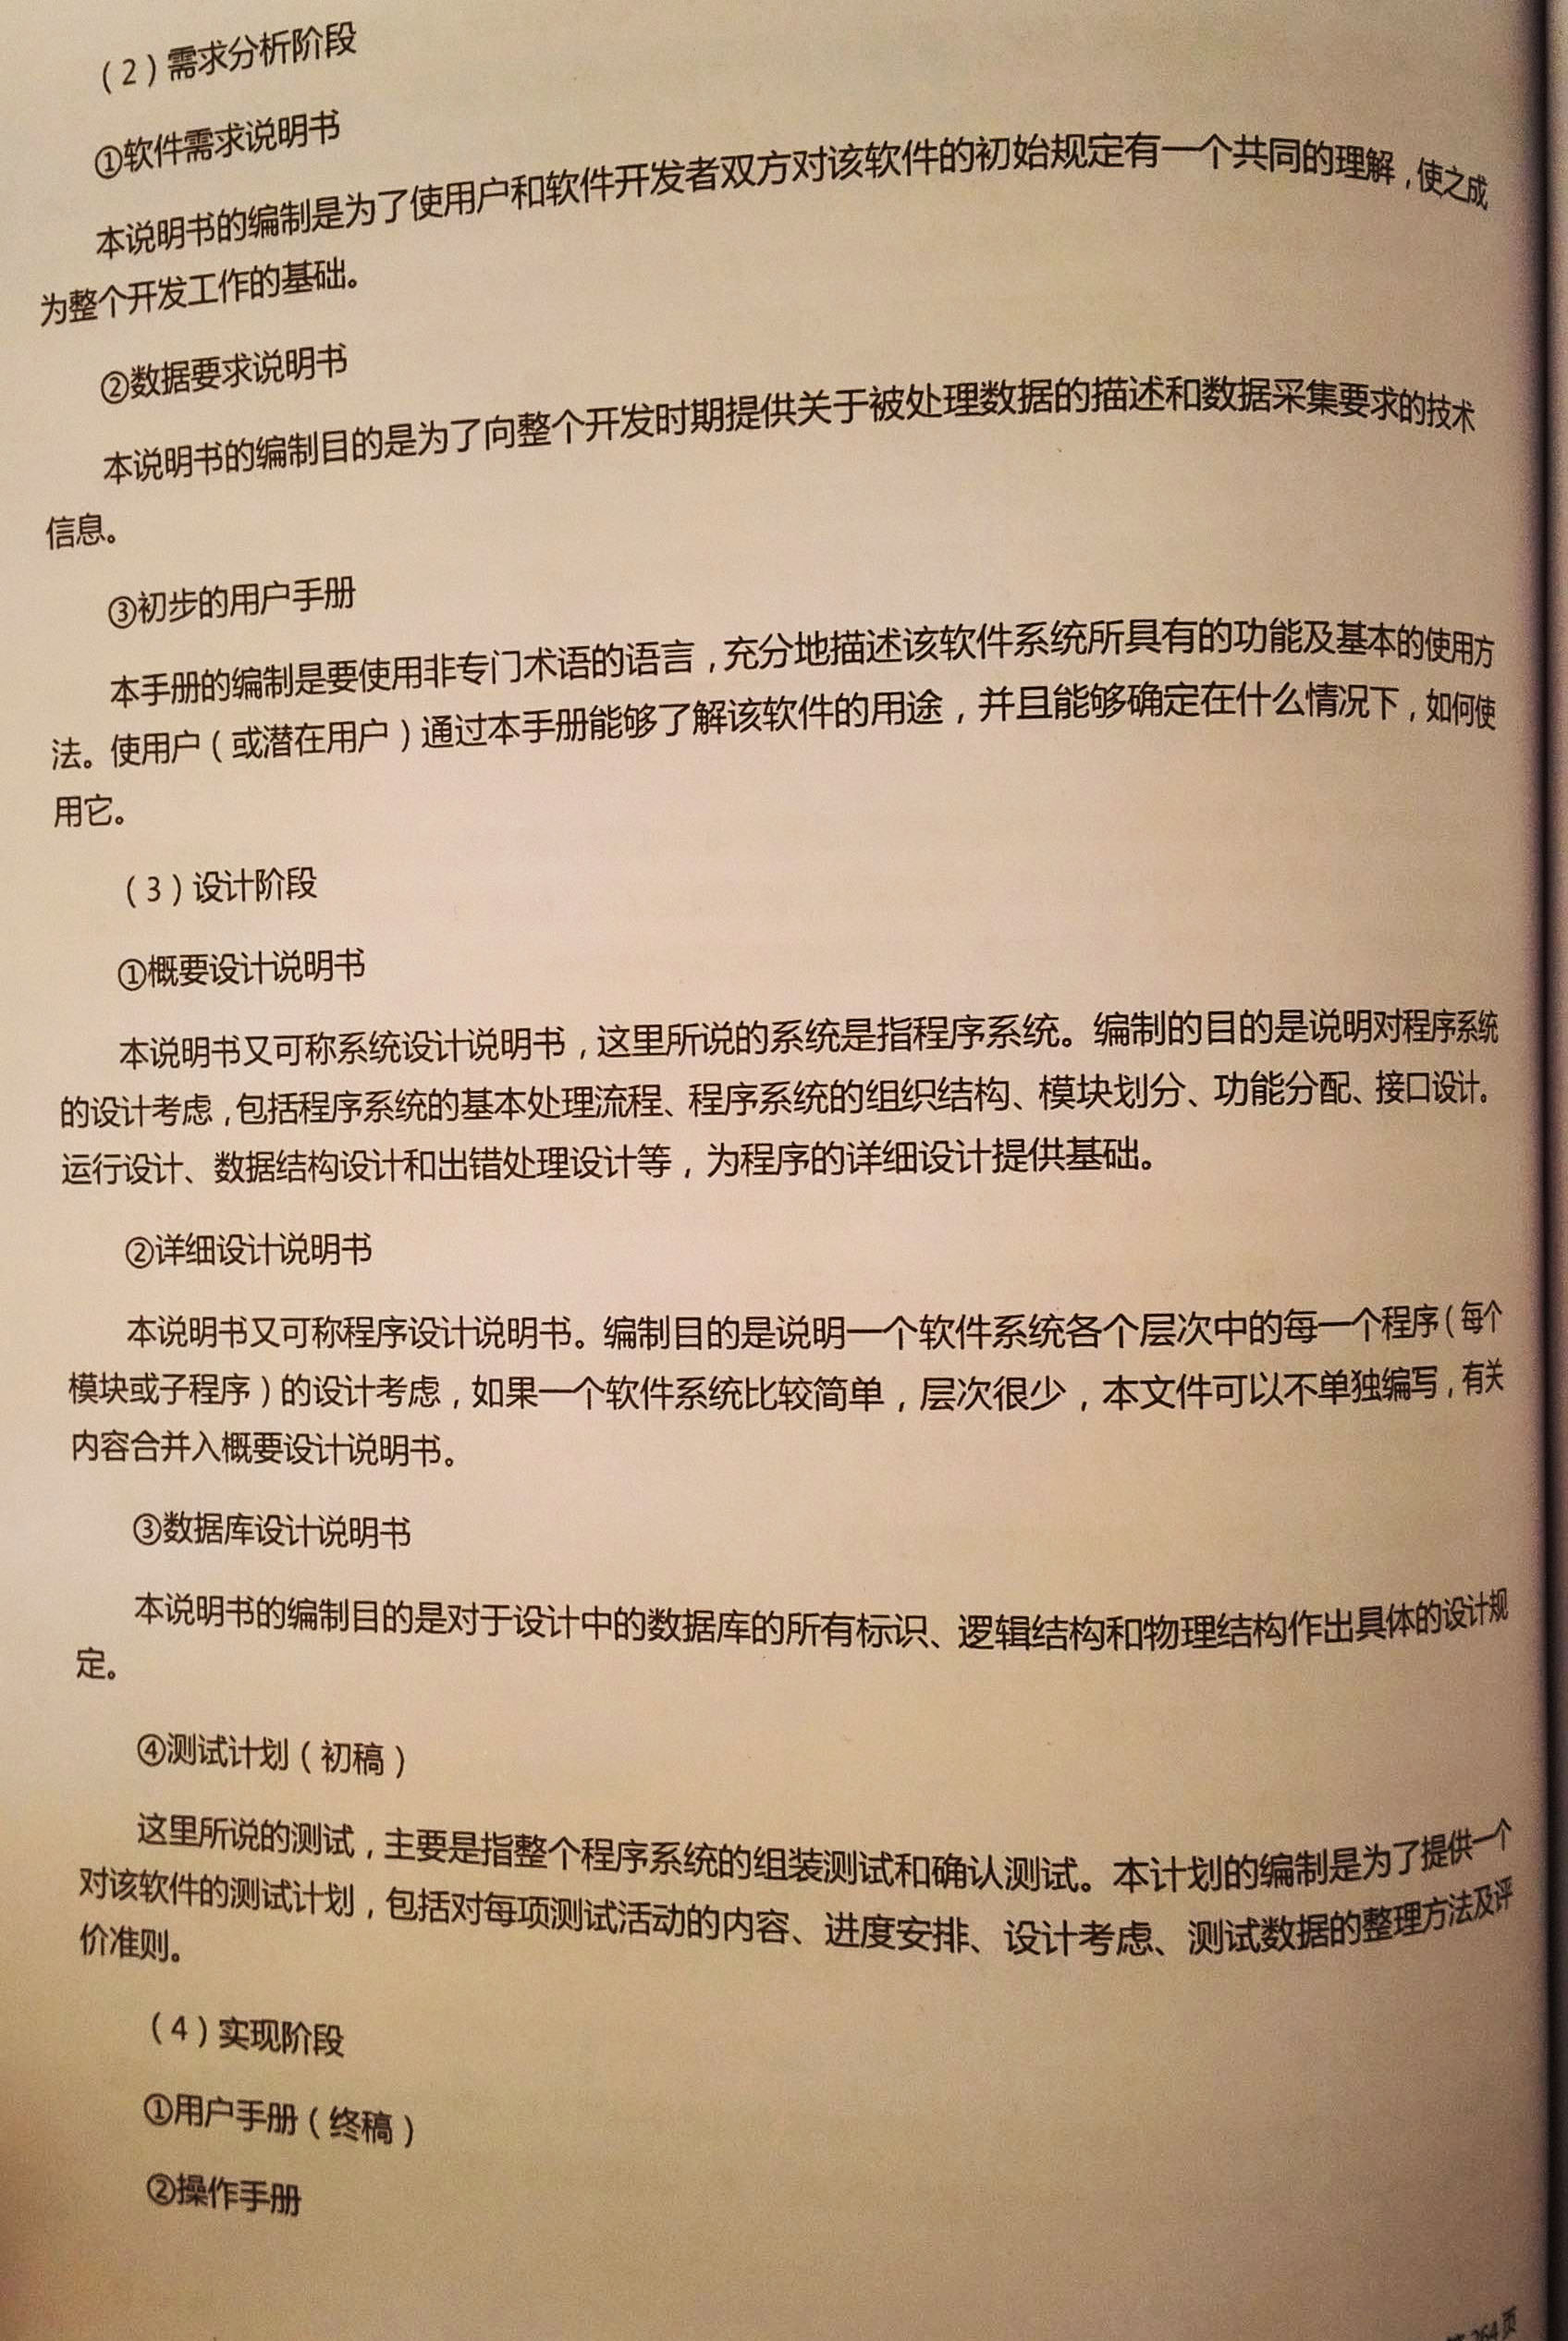 （2）需求分析阶段
①软件需求说明书
本说明书的编制是为了使用户和软件开发者双方对该软件的初始规定有一个共同的理解，使之成
为整个开发工作的基础。
②数据要求说明书
本说明书的编制目的是为了向整个开发时期提供关于被处理数据的描述和数据采集要求的技术
信息。
③初步的用户手册
本手册的编制是要使用非专门术语的语言，充分地描述该软件系统所具有的功能及基本的使用方
法。使用户（或潜在用户）通过本手册能够了解该软件的用途，并且能够确定在什么情况下，如何使
用它。
（3）设计阶段
①概要设计说明书
本说明书又可称系统设计说明书，这里所说的系统是指程序系统。编制的目的是说明对程序系统
的设计考虑，包括程序系统的基本处理流程、程序系统的组织结构、模块划分、功能分配、接口设计。
运行设计、数据结构设计和出错处理设计等，为程序的详细设计提供基础。
②详细设计说明书
本说明书又可称程序设计说明书。编制目的是说明一个软件系统各个层次中的每一个程序（每个
模块或子程序）的设计考虑，如果一个软件系统比较简单，层次很少，本文件可以不单独编写，有关
内容合并入概要设计说明书。
③数据库设计说明书
本说明书的编制目的是对于设计中的数据库的所有标识、逻辑结构和物理结构作出具体的设计规
定。
④测试计划（初稿）
这里所说的测试，主要是指整个程序系统的组装测试和确认测试。本计划的编制是为了提供一个
对该软件的测试计划，包括对每项测试活动的内容、进度安排、设计考虑、测试数据的整理方法及评
价准则。
（4）实现阶段
①用户手册（终稿）
②操作手册
264页